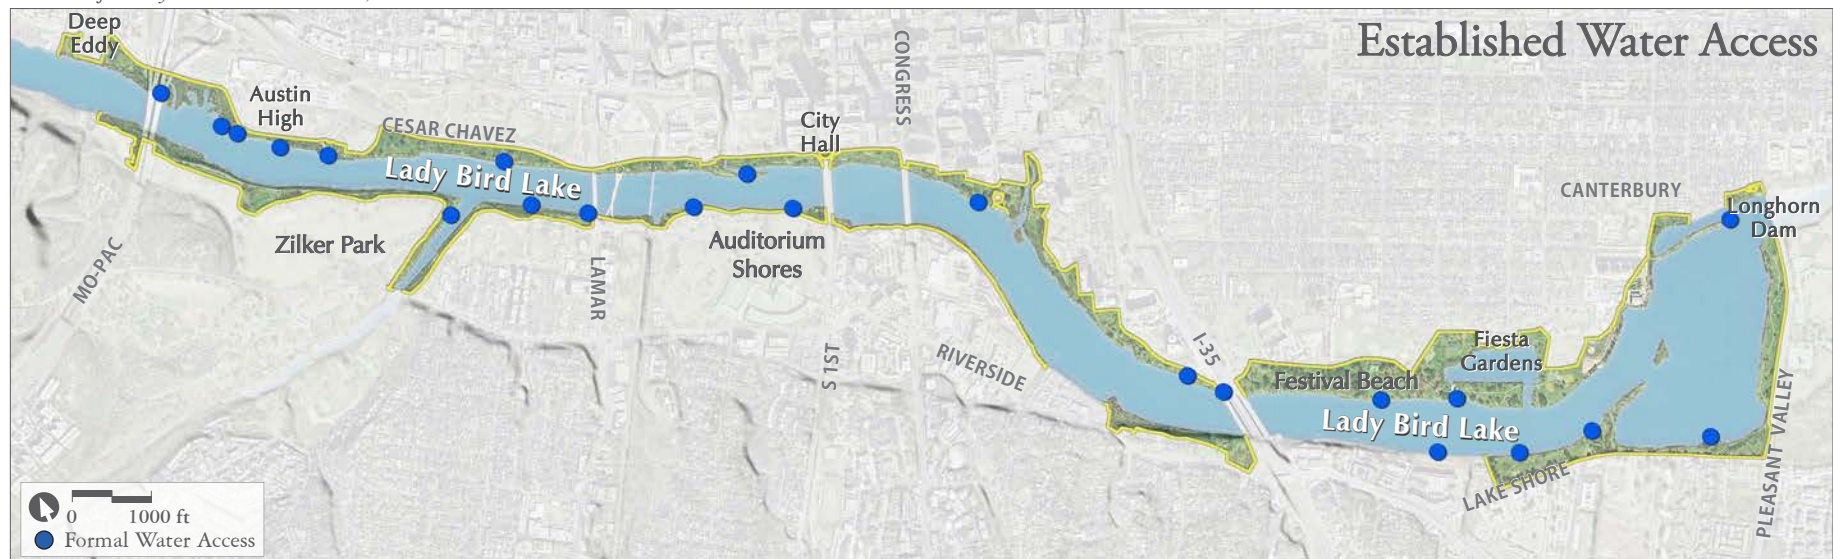 Established Water Access
Deep
Eddy
Austin
High
CESAR CHAVEZ
City
Hall
CONGRESS
Lady Bird Lake
Zilker Park
MO-PAC
LAMAR
Auditorium
Shores
S 1ST
RIVERSIDE
I-35
CANTERBURY
Longhorn
Dam
Fiesta
Gardens
Festival Beach
Lady Bird Lake
LAKE SHORE
PLEASANT VALLEY
0 1000 ft
Formal Water Access